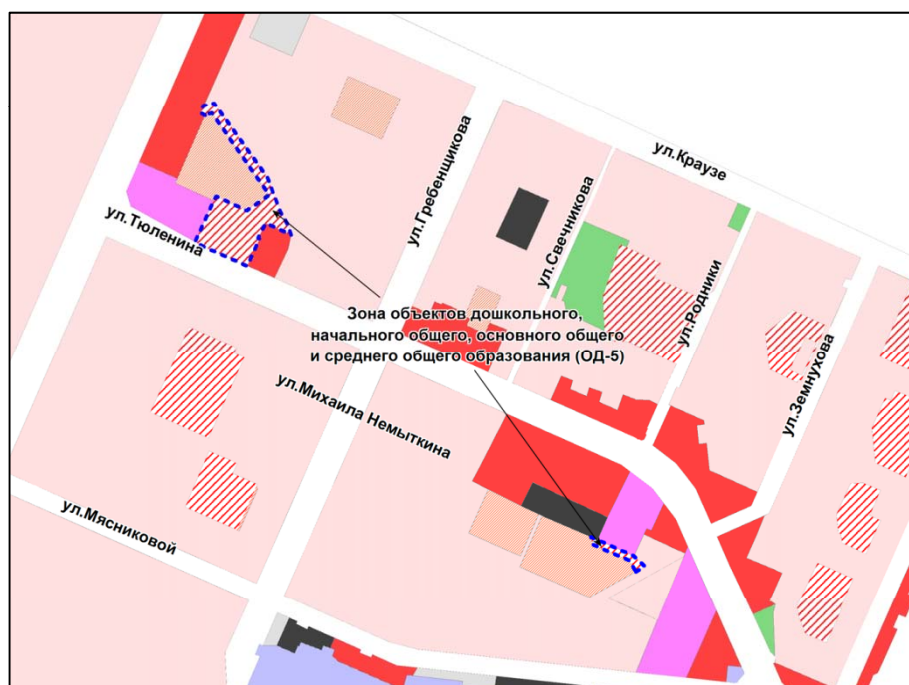 ул.Краузе
ул.Гребенщикова
ул.Свечникова
ул.Тюленина
ул.Родники
Зона объектов дошкольного,
начального общего, основного общего
и среднего общего образования (ОД-5)
ул.Земнухова
ул.Михаила Немыткина
ул.Мясниковой